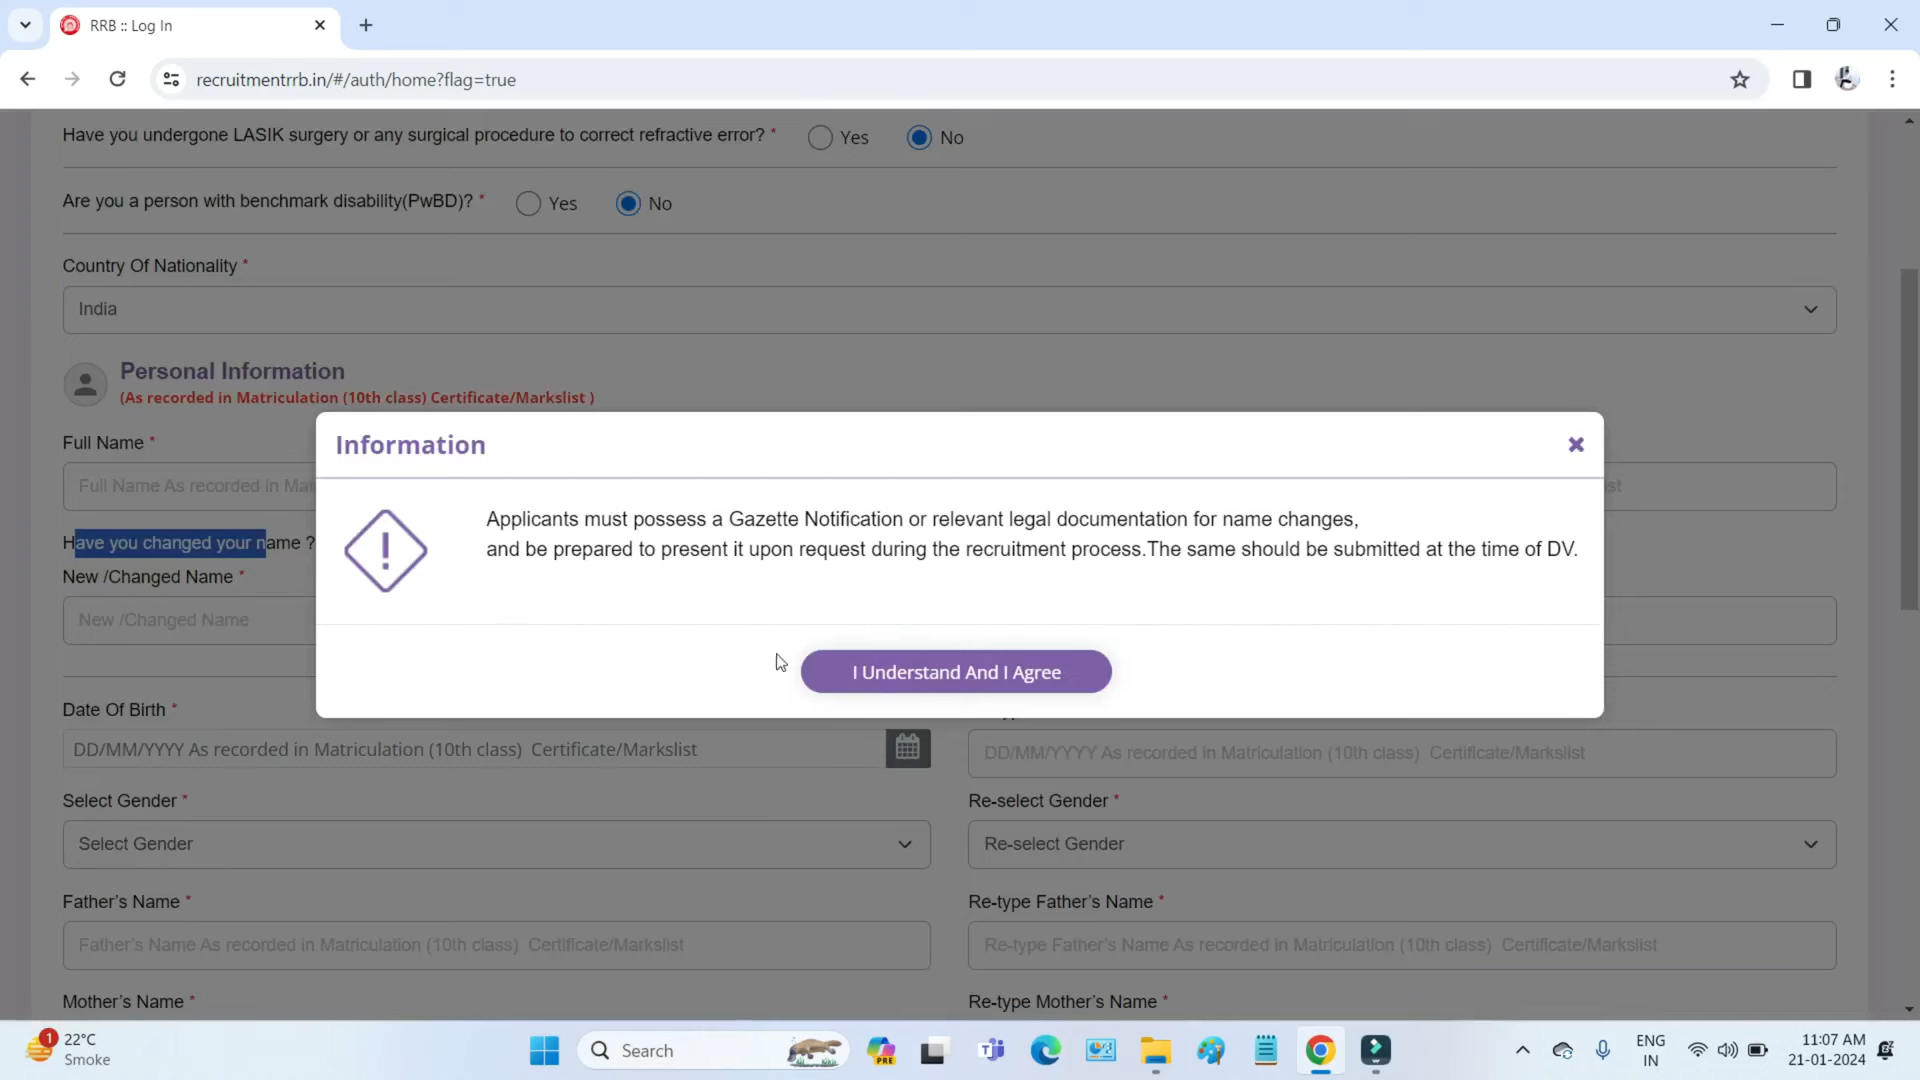 RRB :: Log In
recruitmentrrb.in/#/auth/home?flag=true
Have you undergone LASIK surgery or any surgical procedure to correct refractive error? * Yes No
Are you a person with benchmark disability(PwBD)? * Yes No
Country Of Nationality *
India
Personal Information
(As recorded in Matriculation (10th class) Certificate/Markslist )
Full Name *
Full Name As recorded In
Have you changed your name ?
New /Changed Name *
New /Changed Name
Information
Applicants must possess a Gazette Notification or relevant legal documentation for name changes,
and be prepared to present it upon request during the recruitment process.The same should be submitted at the time of DV.
I Understand And I Agree
Date Of Birth *
DD/MM/YYYY As recorded in Matriculation (10th class) Certificate/Markslist
DD/MM/YYYY As recorded In Matriculation (10th class) Certificate/Markslist
Select Gender * Re-select Gender *
Select Gender Re-select Gender
Father's Name * Re-type Father's Name *
Father's Name As recorded in Matriculation (10th class) Certificate/Markslist Re-type Father's Name As recorded in Matriculation (10th class) Certificate/Markslist
Mother's Name * Re-type Mother's Name *
1
22°C
Smoke
Search
PRE
ENG
IN
11:07 AM
21-01-2024